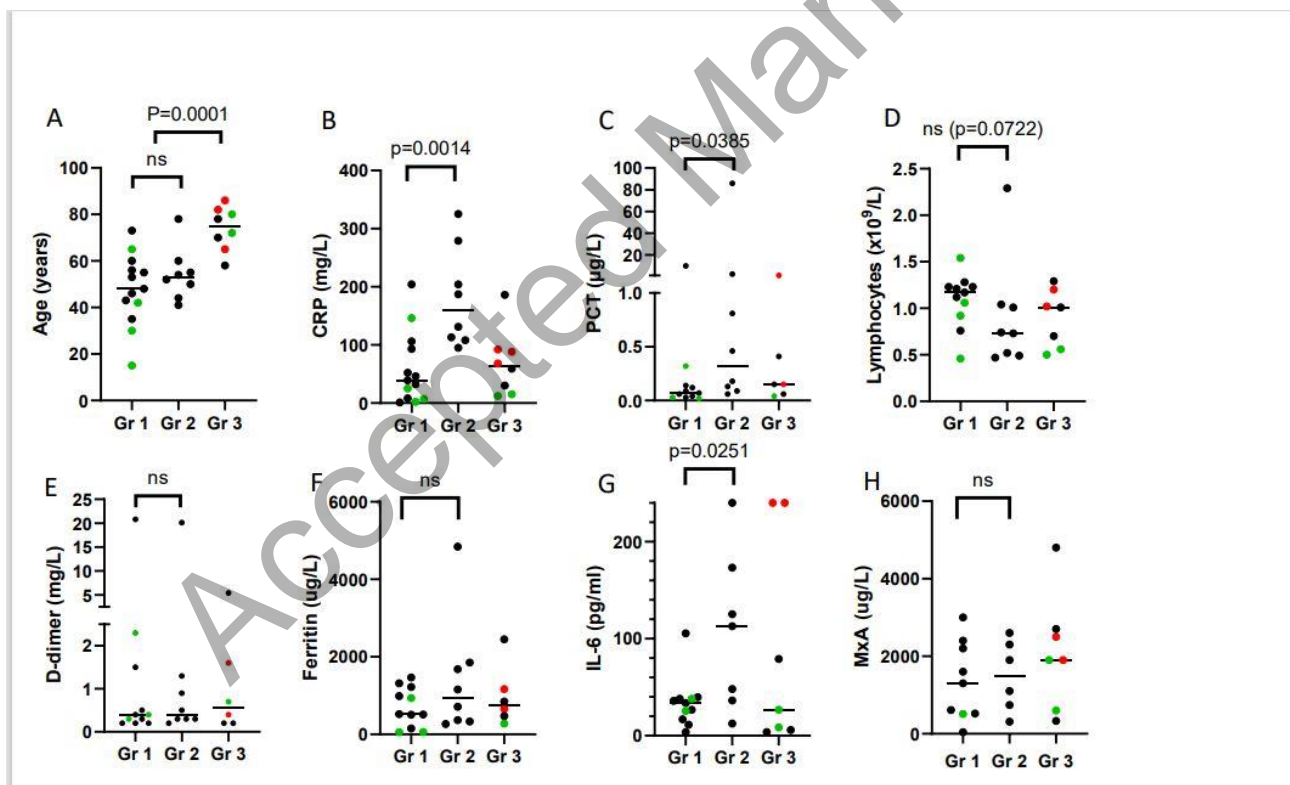 A
P=0.0001
ns
Age (years)
100
80
60
40
20
0
Gr 1 Gr 2 Gr 3
B
p=0.0014
CRP (mg/L)
400
300
200
100
0
Gr 1 Gr 2 Gr 3
C
p=0.0385
PCT (µg/L)
100
80
60
40
20
1.0
0.5
0.0
Gr 1 Gr 2 Gr 3
D
ns (p=0.0722)
Lymphocytes (x10⁹/L)
2.5
2.0
1.5
1.0
0.5
0.0
Gr 1 Gr 2 Gr 3
E
ns
D-dimer (mg/L)
25
20
15
10
5
2
1
0
Gr 1 Gr 2 Gr 3
F
ns
Ferritin (ug/L)
6000
4000
2000
0
Gr 1 Gr 2 Gr 3
G
p=0.0251
IL-6 (pg/ml)
200
100
0
Gr 1 Gr 2 Gr 3
H
ns
MxA (ug/L)
6000
4000
2000
0
Gr 1 Gr 2 Gr 3
Accepted